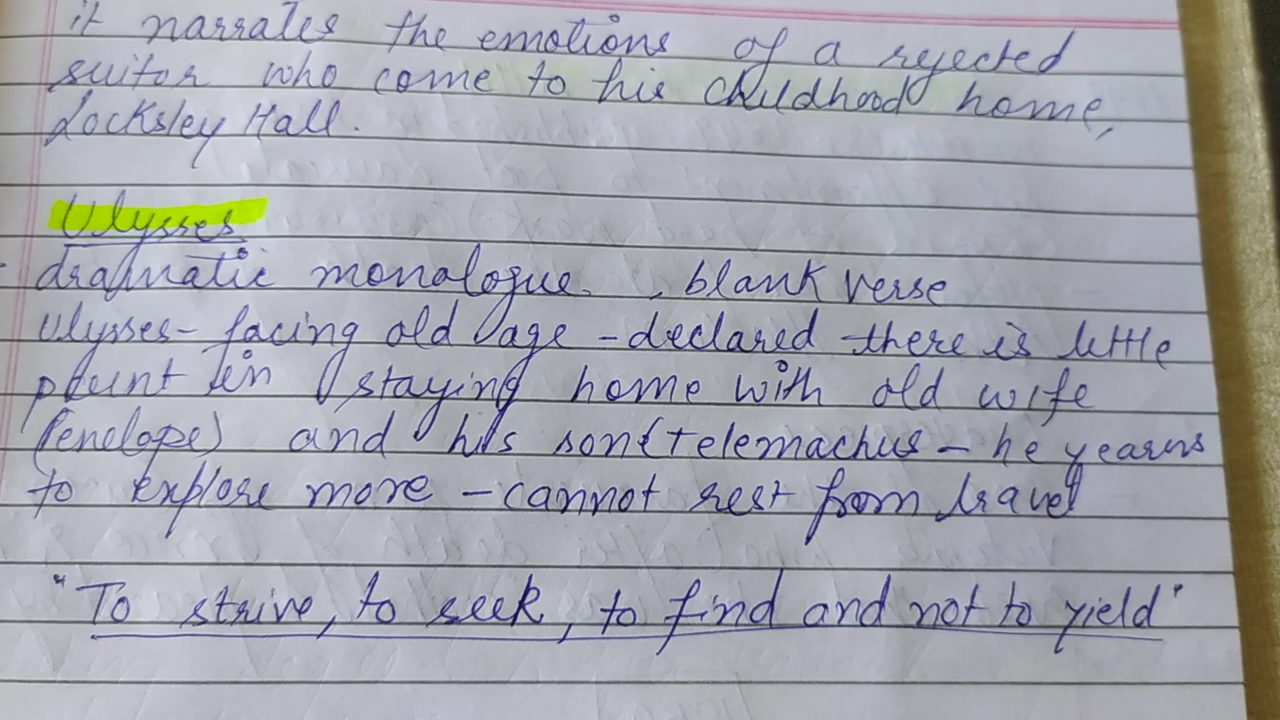 it narrates the emotions of a rejected
suitor who come to his childhood home,
Locksley Hall.
Ulysses
dramatic monologue. , blank verse
Ulysses - facing old age - declared there is little
point in staying home with old wife
(Penelope) and his son (Telemachus - he yearns
to explore more - cannot rest from travel
"To strive, to seek, to find and not to yield"